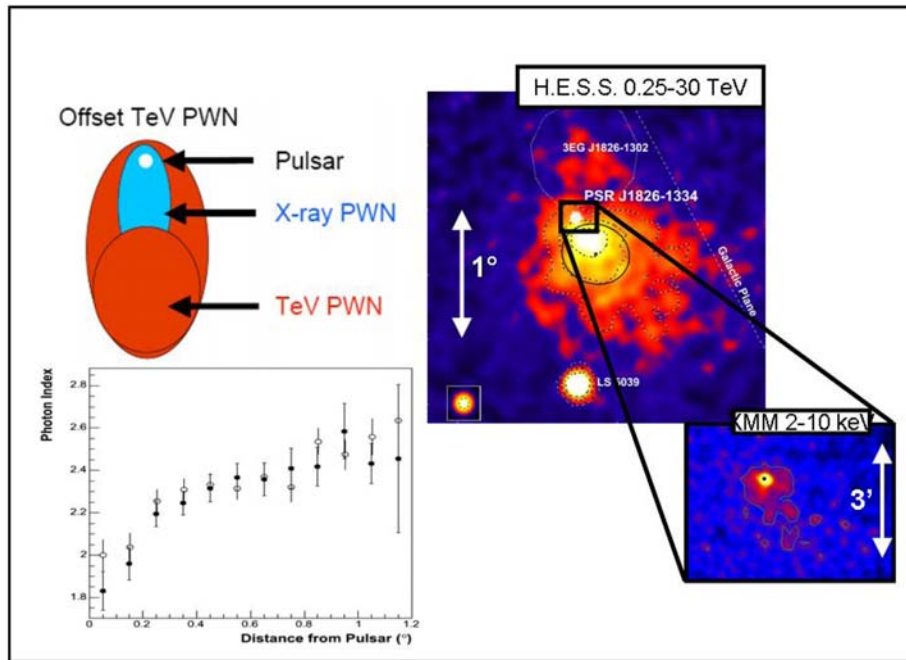 Offset TeV PWN
Pulsar
X-ray PWN
TeV PWN
H.E.S.S. 0.25-30 TeV
3EG J1826-1302
PSR J1826-1334
1°
Galactic Plane
LS 5039
XMM 2-10 keV
3'
Photon Index
2.8
2.6
2.4
2.2
2
1.8
0 0.2 0.4 0.6 0.8 1 1.2
Distance from Pulsar (°)